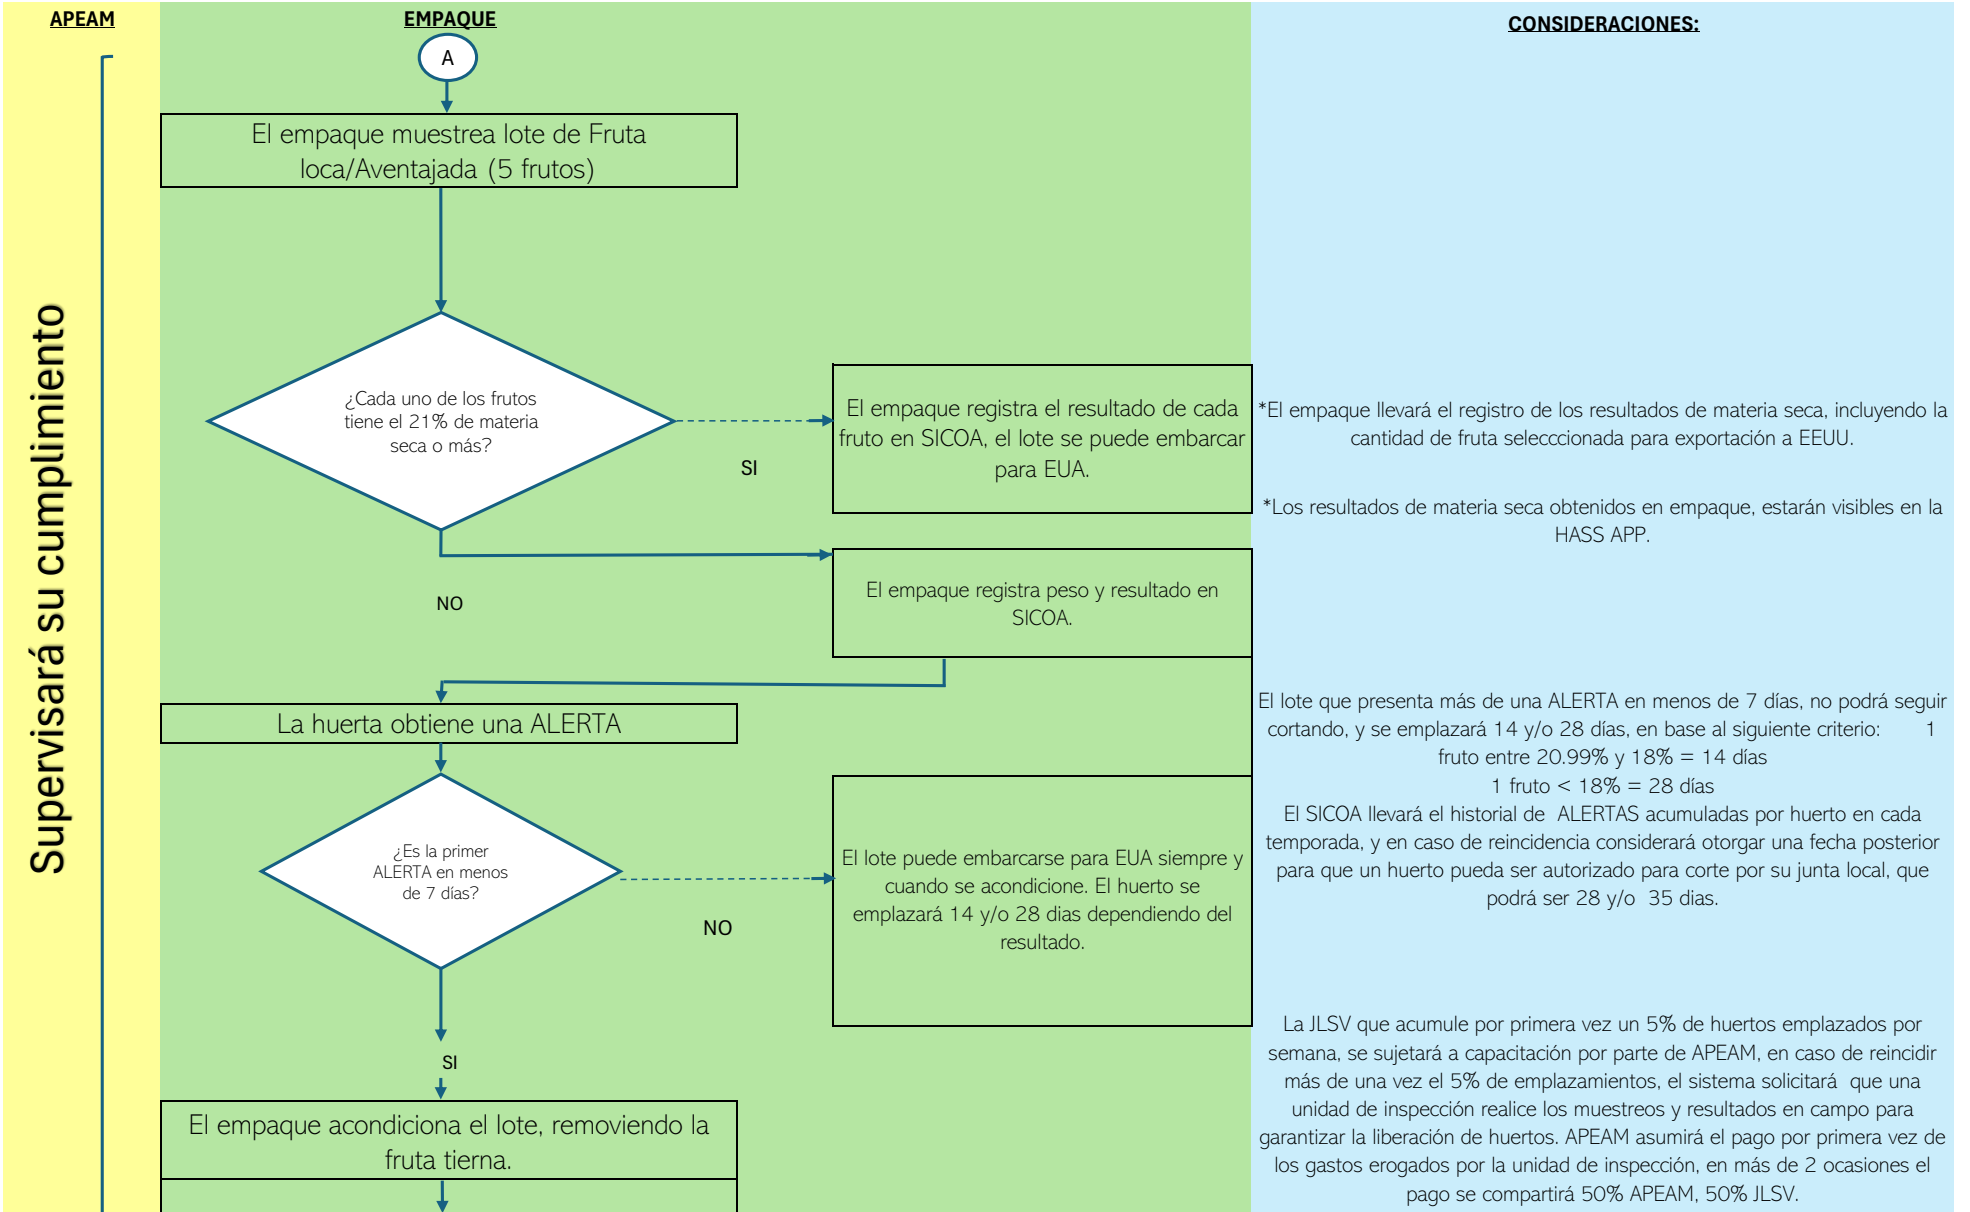 APEAM
Supervisará su cumplimiento
EMPAQUE
A
El empaque muestrea lote de Fruta
loca/Aventajada (5 frutos)
¿Cada uno de los frutos
tiene el 21% de materia
seca o más?
SI
El empaque registra el resultado de cada
fruto en SICOA, el lote se puede embarcar
para EUA.
NO
El empaque registra peso y resultado en
SICOA.
La huerta obtiene una ALERTA
¿Es la primer
ALERTA en menos
de 7 días?
NO
El lote puede embarcarse para EUA siempre y
cuando se acondicione. El huerto se
emplazará 14 y/o 28 dias dependiendo del
resultado.
SI
El empaque acondiciona el lote, removiendo la
fruta tierna.
CONSIDERACIONES:
*El empaque llevará el registro de los resultados de materia seca, incluyendo la
cantidad de fruta selecccionada para exportación a EEUU.
*Los resultados de materia seca obtenidos en empaque, estarán visibles en la
HASS APP.
El lote que presenta más de una ALERTA en menos de 7 días, no podrá seguir
cortando, y se emplazará 14 y/o 28 días, en base al siguiente criterio: 1
fruto entre 20.99% y 18% = 14 días
1 fruto < 18% = 28 días
El SICOA llevará el historial de ALERTAS acumuladas por huerto en cada
temporada, y en caso de reincidencia considerará otorgar una fecha posterior
para que un huerto pueda ser autorizado para corte por su junta local, que
podrá ser 28 y/o 35 dias.
La JLSV que acumule por primera vez un 5% de huertos emplazados por
semana, se sujetará a capacitación por parte de APEAM, en caso de reincidir
más de una vez el 5% de emplazamientos, el sistema solicitará que una
unidad de inspección realice los muestreos y resultados en campo para
garantizar la liberación de huertos. APEAM asumirá el pago por primera vez de
los gastos erogados por la unidad de inspección, en más de 2 ocasiones el
pago se compartirá 50% APEAM, 50% JLSV.